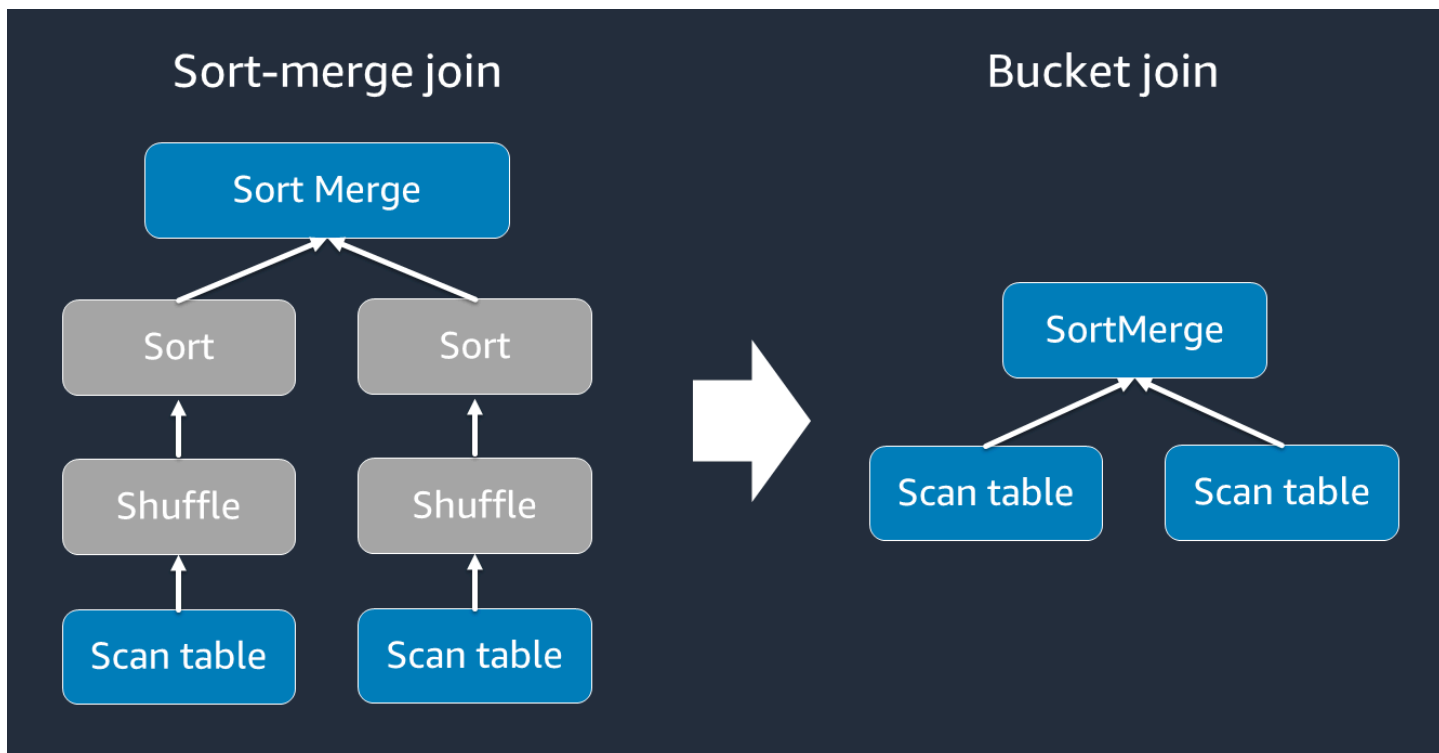 Sort-merge join
Bucket join
Sort Merge
Sort
Sort
SortMerge
Shuffle
Shuffle
Scan table
Scan table
Scan table
Scan table